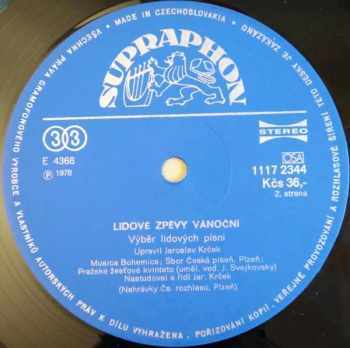 MADE IN CZECHOSLOVAKIA • VŠECHNA PRÁVA GRAMOFONOVÉHO VÝROBCE A VLASTNÍKŮ AUTORSKÝCH PRÁV K DÍLU VYHRAŽENA. POŘIZOVÁNÍ KOPIÍ, VEŘEJNÉ PROVOZOVÁNÍ A ROZHLASOVÉ ŠÍŘENÍ TÉTO DESKY JE ZAKÁZÁNO
SUPRAPHON
33
E 4368
℗ 1978
STEREO
OSA
1117 2344
Kčs 36,-
2. strana
LIDOVÉ ZPĚVY VÁNOČNÍ
Výběr lidových písní
Upravil Jaroslav Krček
Musica Bohemica, Sbor Česká píseň, Plzeň;
Pražské žesťové kvinteto (uměl. ved. J. Svejkovský)
Nastudoval a řídí Jar. Krček
(Nahrávky Čs. rozhlasu, Plzeň)